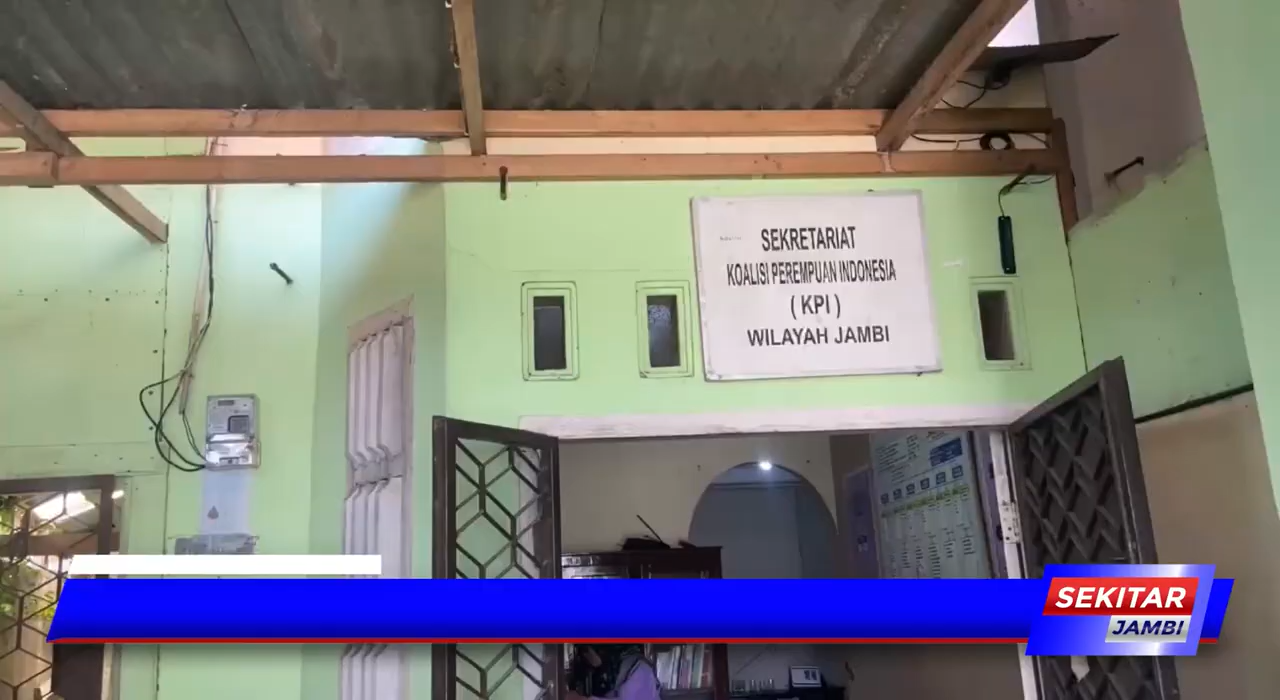 SEKRETARIAT
KOALISI PEREMPUAN INDONESIA
( KPI )
WILAYAH JAMBI
SEKITAR
JAMBI